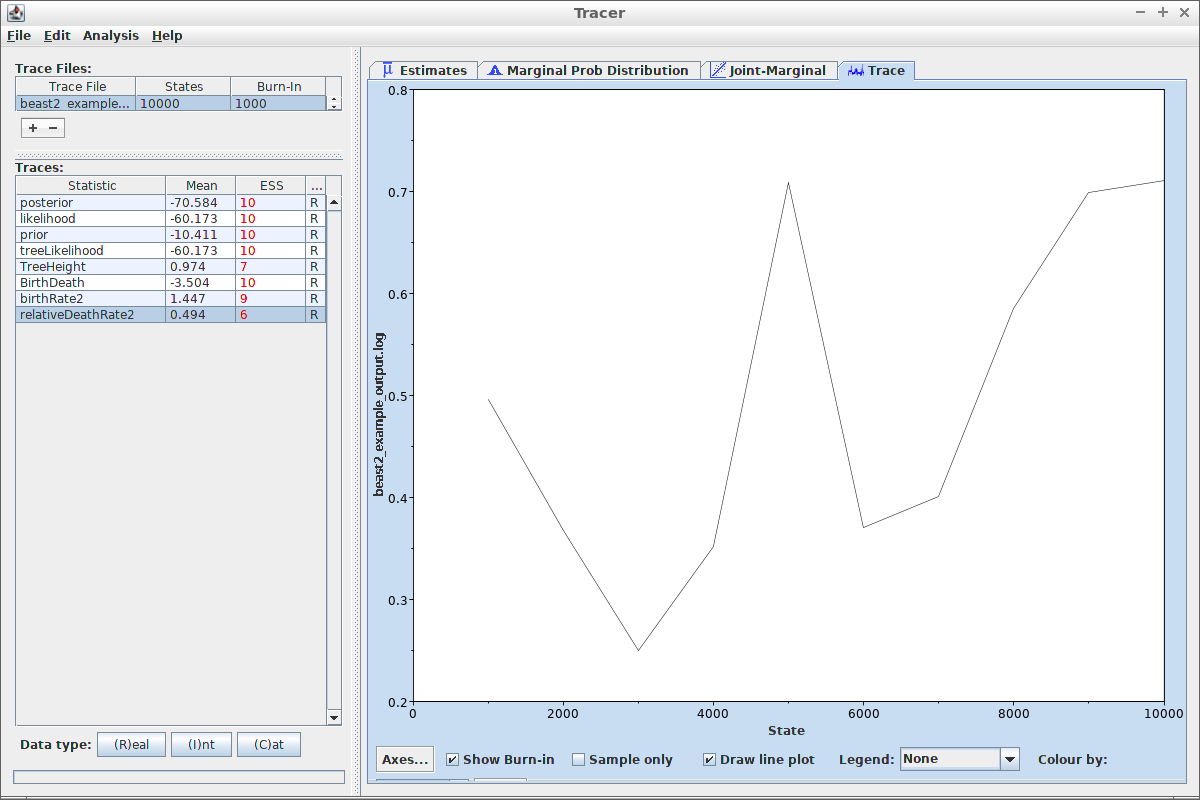 Tracer
File Edit Analysis Help
Trace Files:
Trace File States Burn-In
beast2_example... 10000 1000
+ −
Traces:
Statistic Mean ESS ...
posterior -70.584 10 R
likelihood -60.173 10 R
prior -10.411 10 R
treeLikelihood -60.173 10 R
TreeHeight 0.974 7 R
BirthDeath -3.504 10 R
birthRate2 1.447 9 R
relativeDeathRate2 0.494 6 R
Data type: (R)eal (I)nt (C)at
Estimates Marginal Prob Distribution Joint-Marginal Trace
0.8
0.7
0.6
0.5
0.4
0.3
0.2
beast2_example_output.log
0 2000 4000 6000 8000 10000
State
Axes... Show Burn-in Sample only Draw line plot Legend: None Colour by: